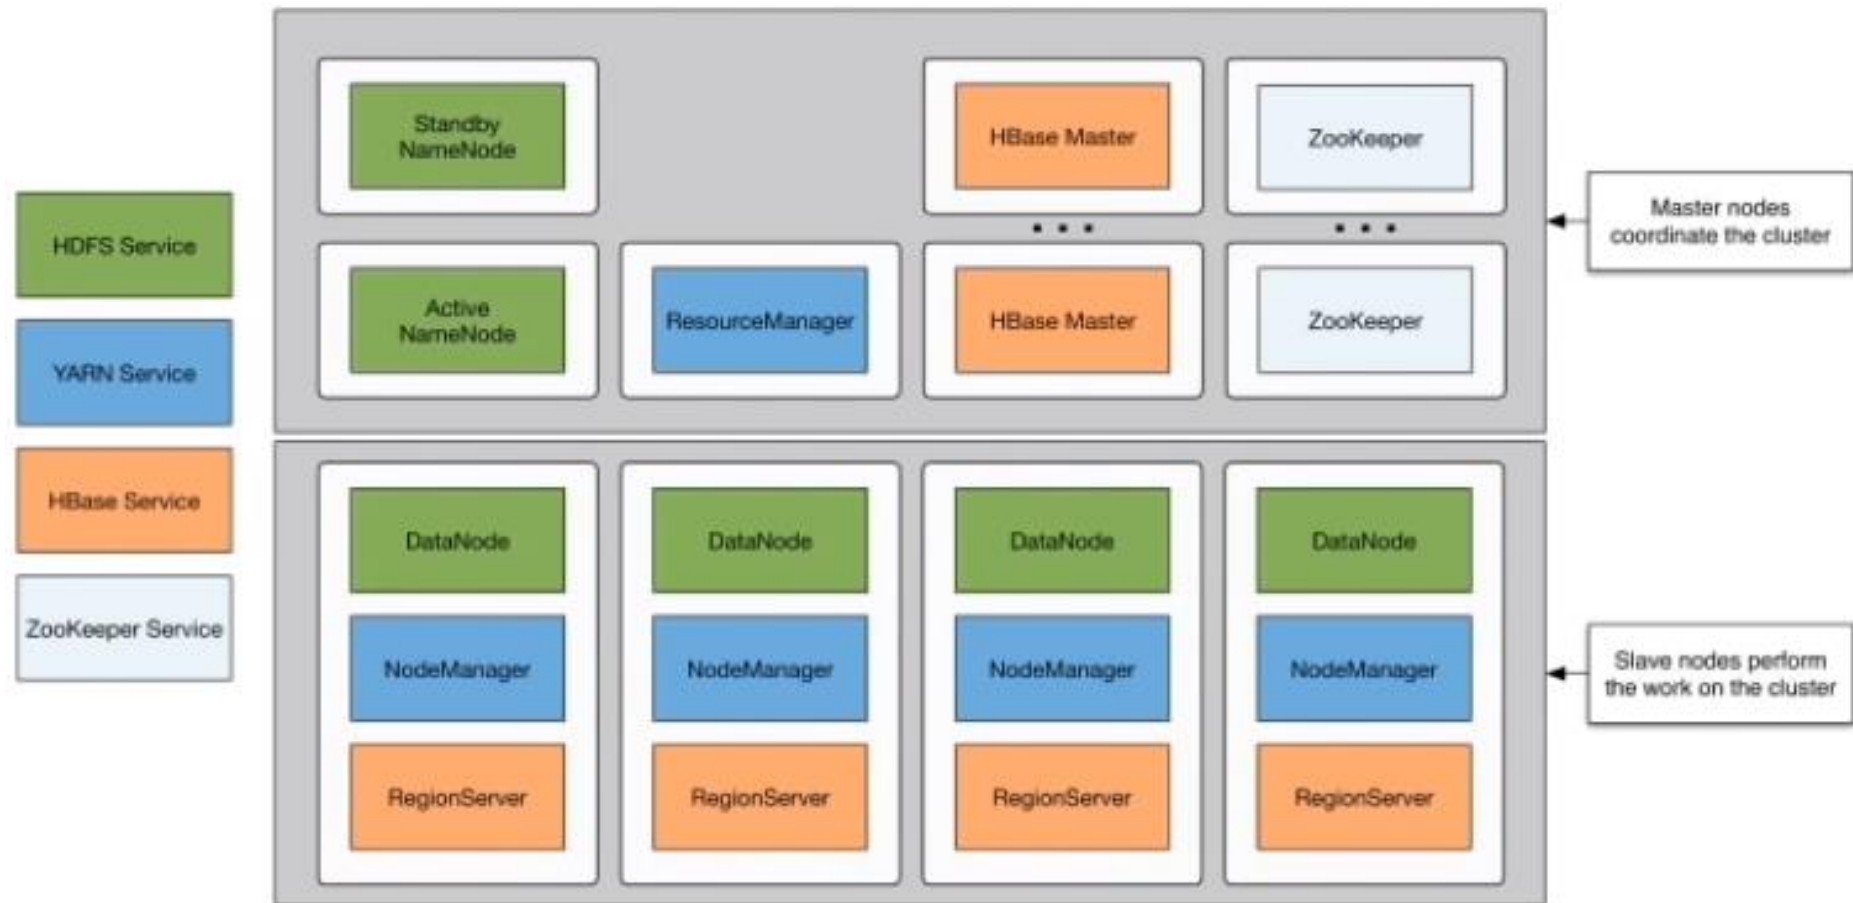 HDFS Service
YARN Service
HBase Service
ZooKeeper Service
Standby
NameNode
HBase Master
ZooKeeper
. . .
. . .
Active
NameNode
ResourceManager
HBase Master
ZooKeeper
Master nodes
coordinate the cluster
DataNode
DataNode
DataNode
DataNode
NodeManager
NodeManager
NodeManager
NodeManager
RegionServer
RegionServer
RegionServer
RegionServer
Slave nodes perform
the work on the cluster